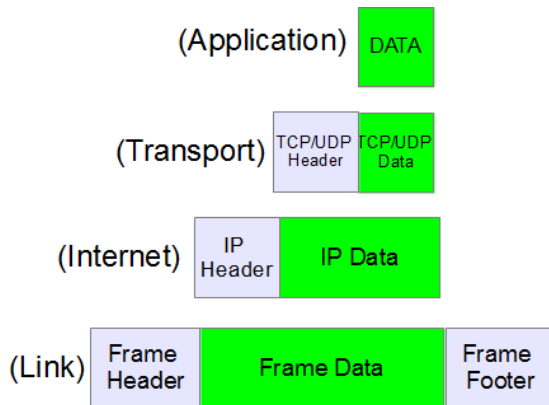 (Application)
DATA
(Transport)
TCP/UDP
Header
TCP/UDP
Data
(Internet)
IP
Header
IP Data
(Link)
Frame
Header
Frame Data
Frame
Footer